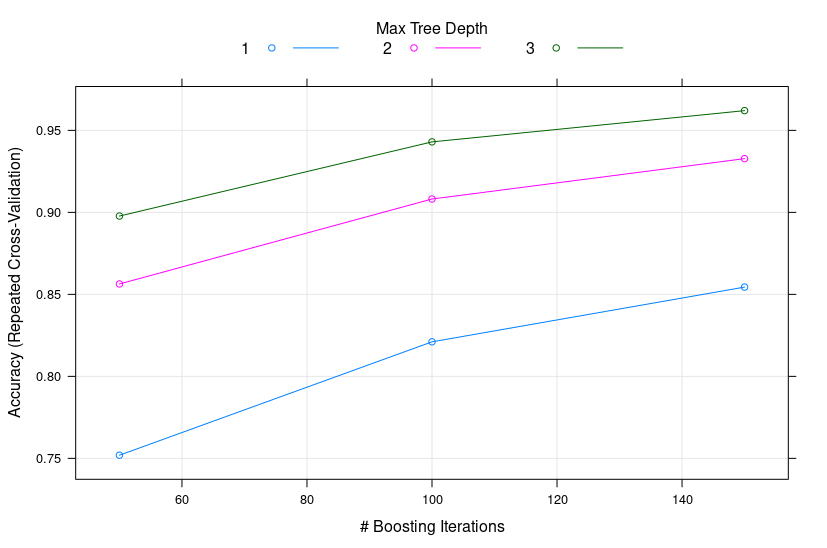 Max Tree Depth
1 2 3
0.95
0.90
0.85
0.80
0.75
Accuracy (Repeated Cross-Validation)
60 80 100 120 140
# Boosting Iterations